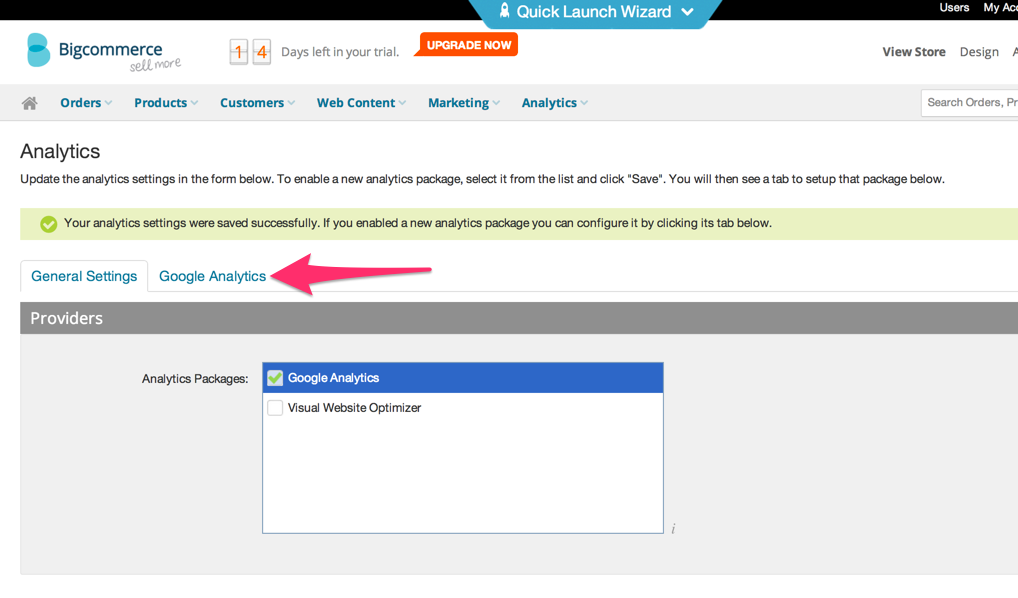 Users My Acc
Quick Launch Wizard
Bigcommerce
sell more
1 4 Days left in your trial.
UPGRADE NOW
View Store Design A
Orders Products Customers Web Content Marketing Analytics
Search Orders, Pr
Analytics
Update the analytics settings in the form below. To enable a new analytics package, select it from the list and click "Save". You will then see a tab to setup that package below.
Your analytics settings were saved successfully. If you enabled a new analytics package you can configure it by clicking its tab below.
General Settings Google Analytics
Providers
Analytics Packages:
Google Analytics
Visual Website Optimizer
i